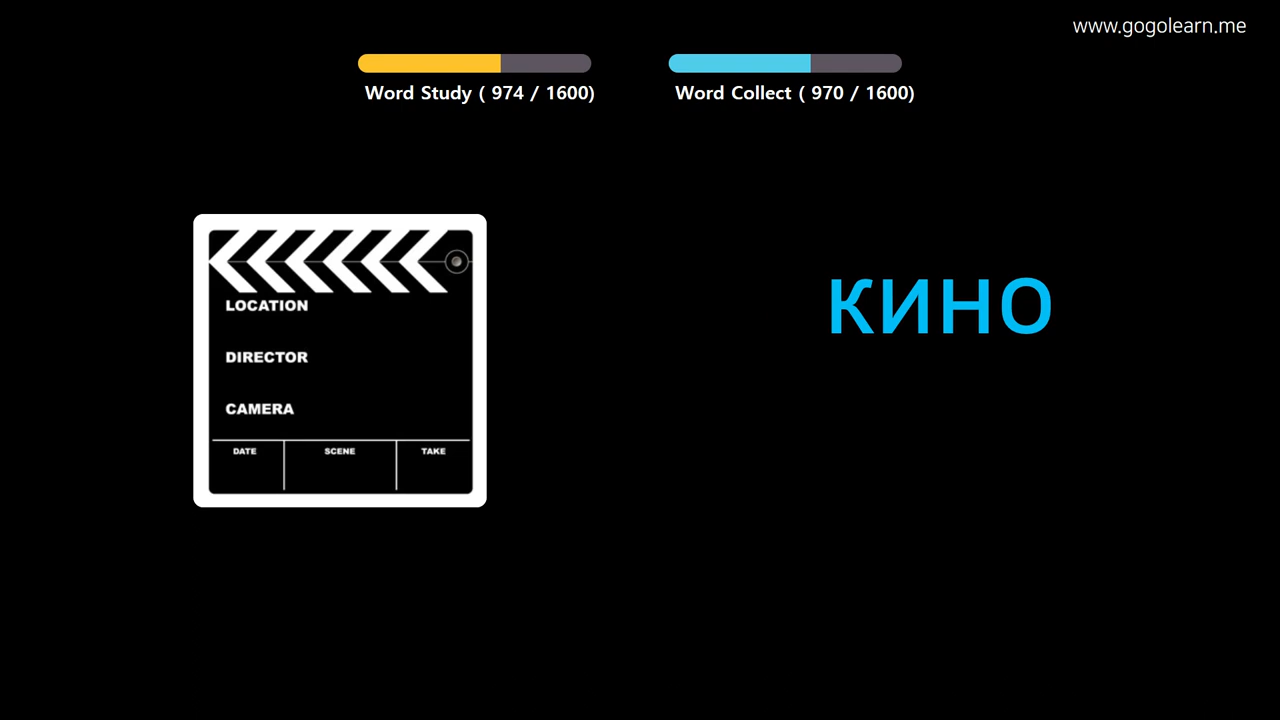 www.gogolearn.me
Word Study ( 974 / 1600)
Word Collect ( 970 / 1600)
LOCATION
DIRECTOR
CAMERA
DATE
SCENE
TAKE
кино